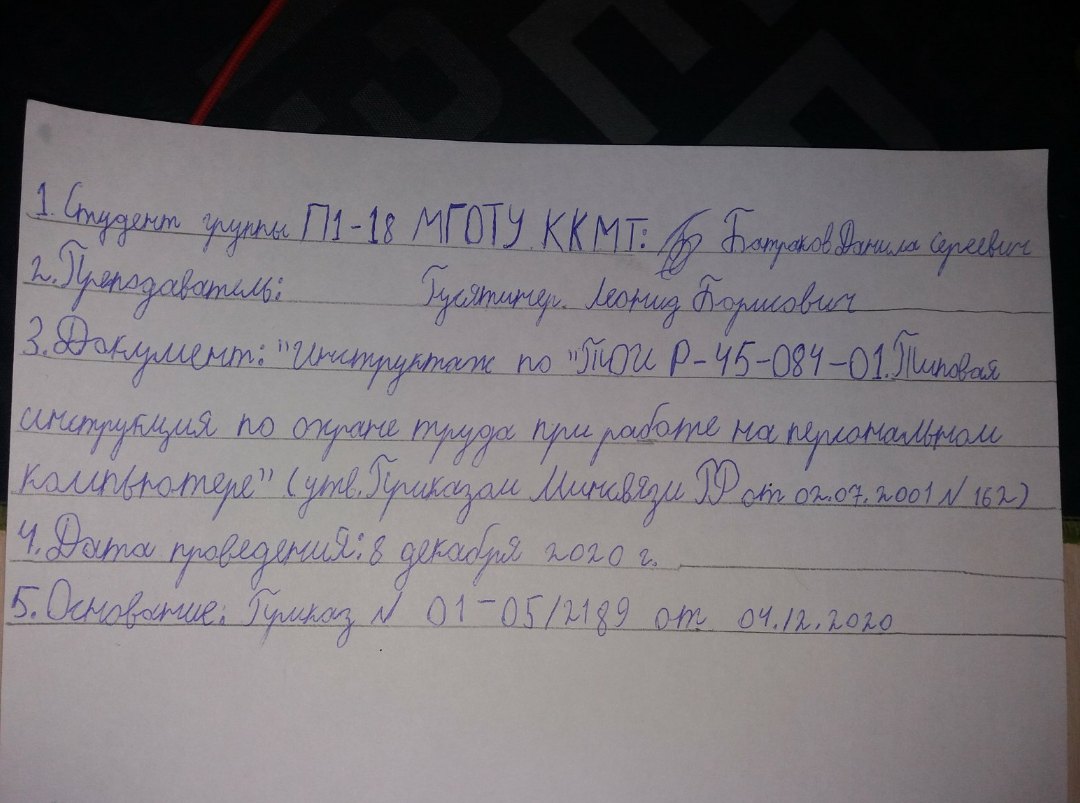 1. Студент группы П1-18 МГОТУ ККМТ: Батраков Данила Сергеевич
2. Преподаватель: Гусятинер. Леонид Борисович
3. Документ: "Инструктаж по "ТОИ Р-45-084-01. Типовая
инструкция по охране труда при работе на персональном
компьютере" (утв. Приказом Минсвязи РФ от 02.07.2001 N 162)
4. Дата проведения: 8 декабря 2020 г.
5. Основание: Приказ N 01-05/2189 от 04.12.2020